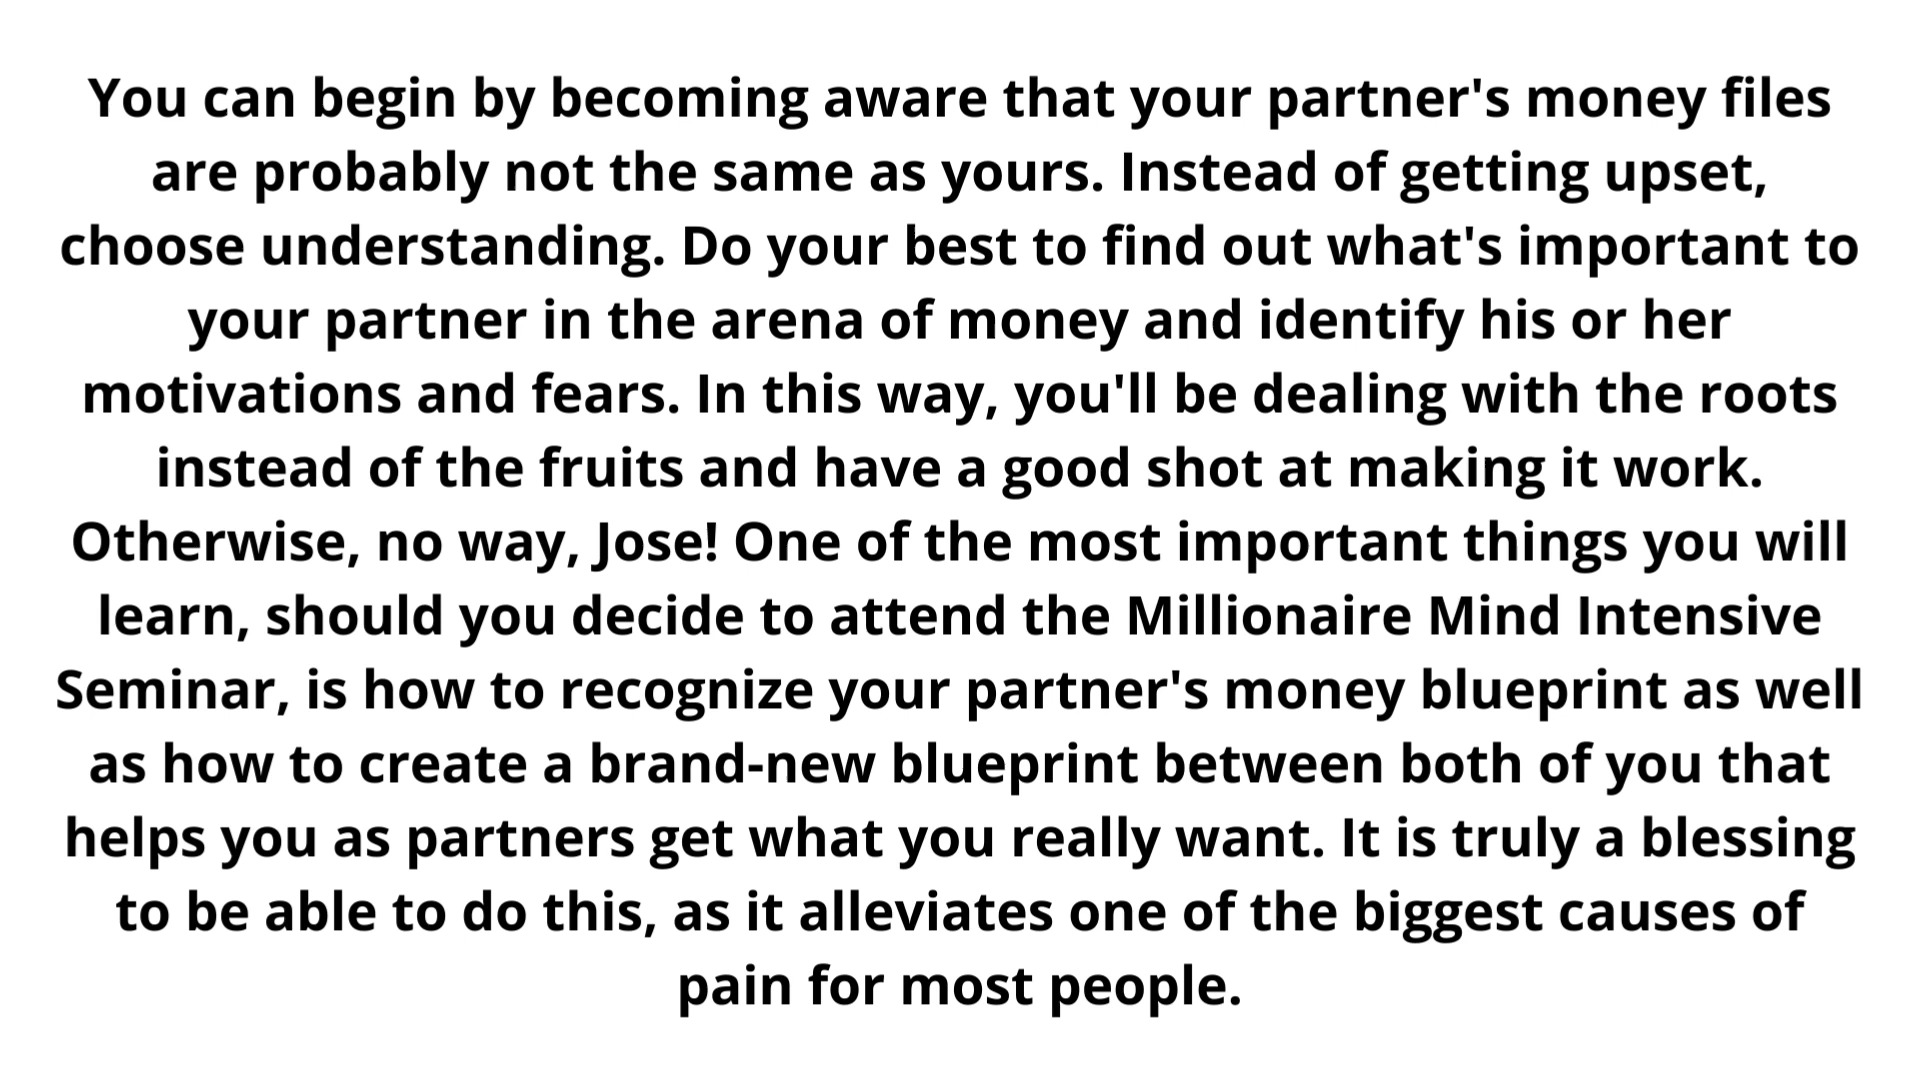 You can begin by becoming aware that your partner's money files
are probably not the same as yours. Instead of getting upset,
choose understanding. Do your best to find out what's important to
your partner in the arena of money and identify his or her
motivations and fears. In this way, you'll be dealing with the roots
instead of the fruits and have a good shot at making it work.
Otherwise, no way, Jose! One of the most important things you will
learn, should you decide to attend the Millionaire Mind Intensive
Seminar, is how to recognize your partner's money blueprint as well
as how to create a brand-new blueprint between both of you that
helps you as partners get what you really want. It is truly a blessing
to be able to do this, as it alleviates one of the biggest causes of
pain for most people.